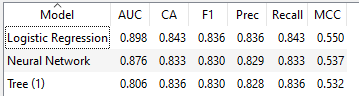 Model AUC CA F1 Prec Recall MCC
Logistic Regression 0.898 0.843 0.836 0.836 0.843 0.550
Neural Network 0.876 0.833 0.830 0.829 0.833 0.537
Tree (1) 0.806 0.836 0.830 0.828 0.836 0.532